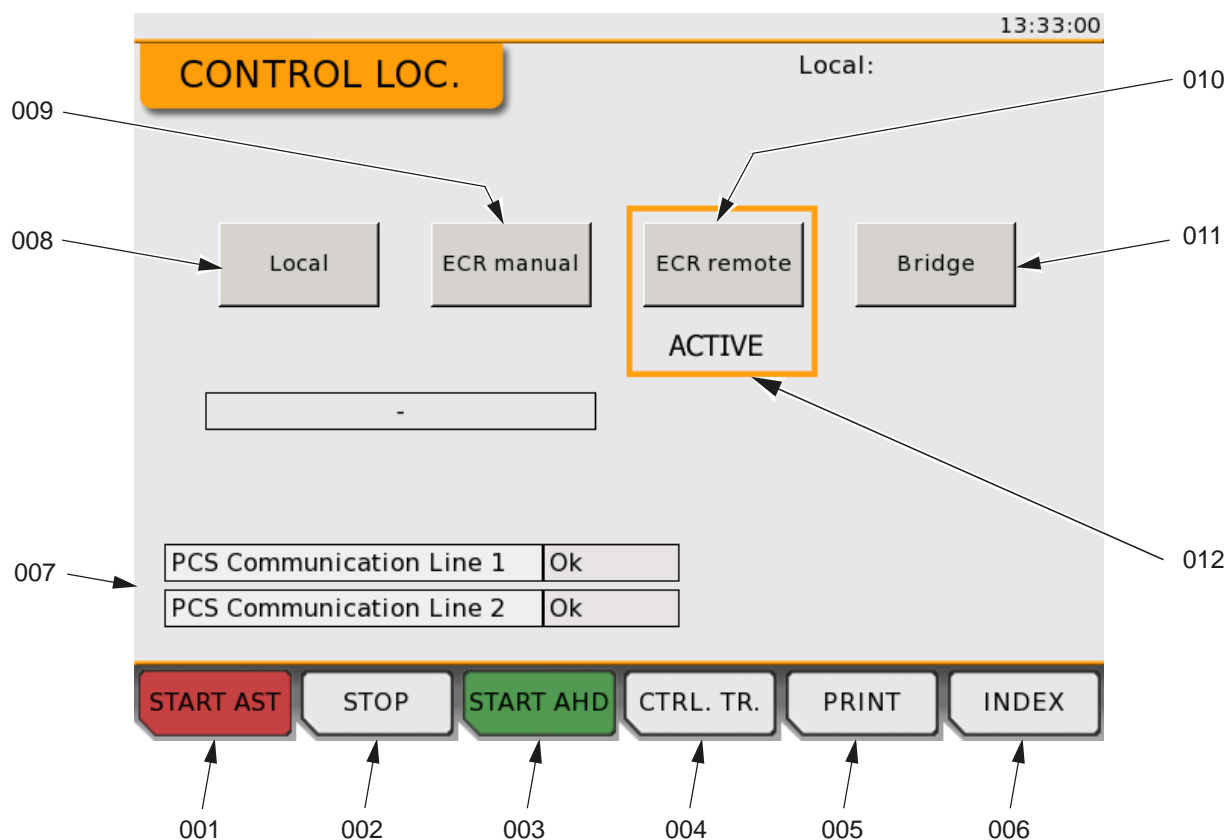 13:33:00
CONTROL LOC.
Local:
010
009
008
Local
ECR manual
ECR remote
Bridge
011
ACTIVE
-
007
PCS Communication Line 1 Ok
PCS Communication Line 2 Ok
012
START AST STOP START AHD CTRL. TR. PRINT INDEX
001 002 003 004 005 006